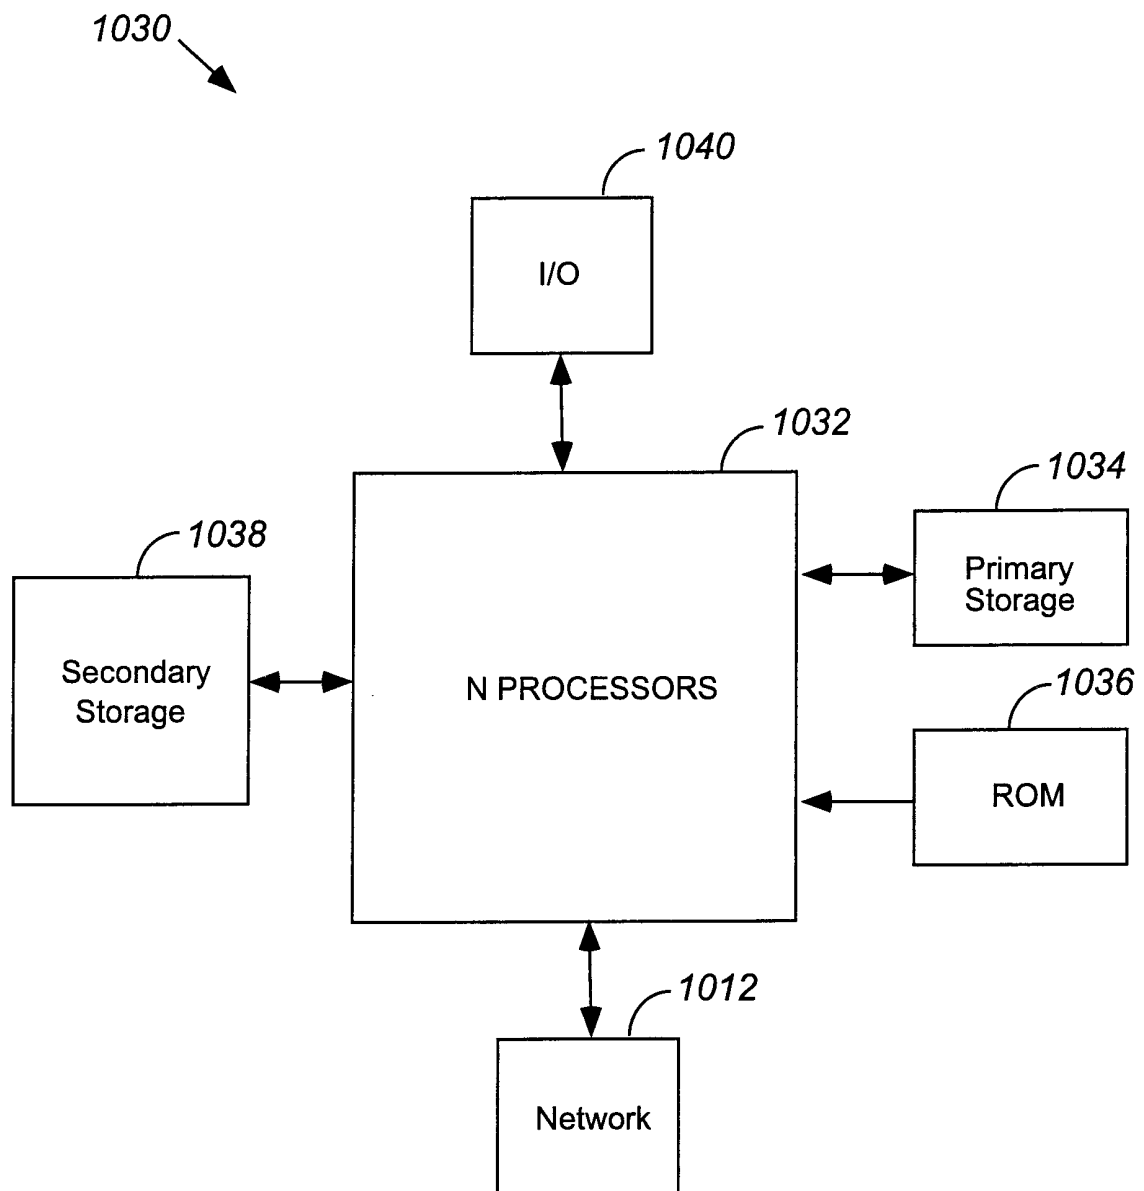 1030
1040
I/O
1032
1034
Primary
Storage
1038
Secondary
Storage
N PROCESSORS
1036
ROM
1012
Network